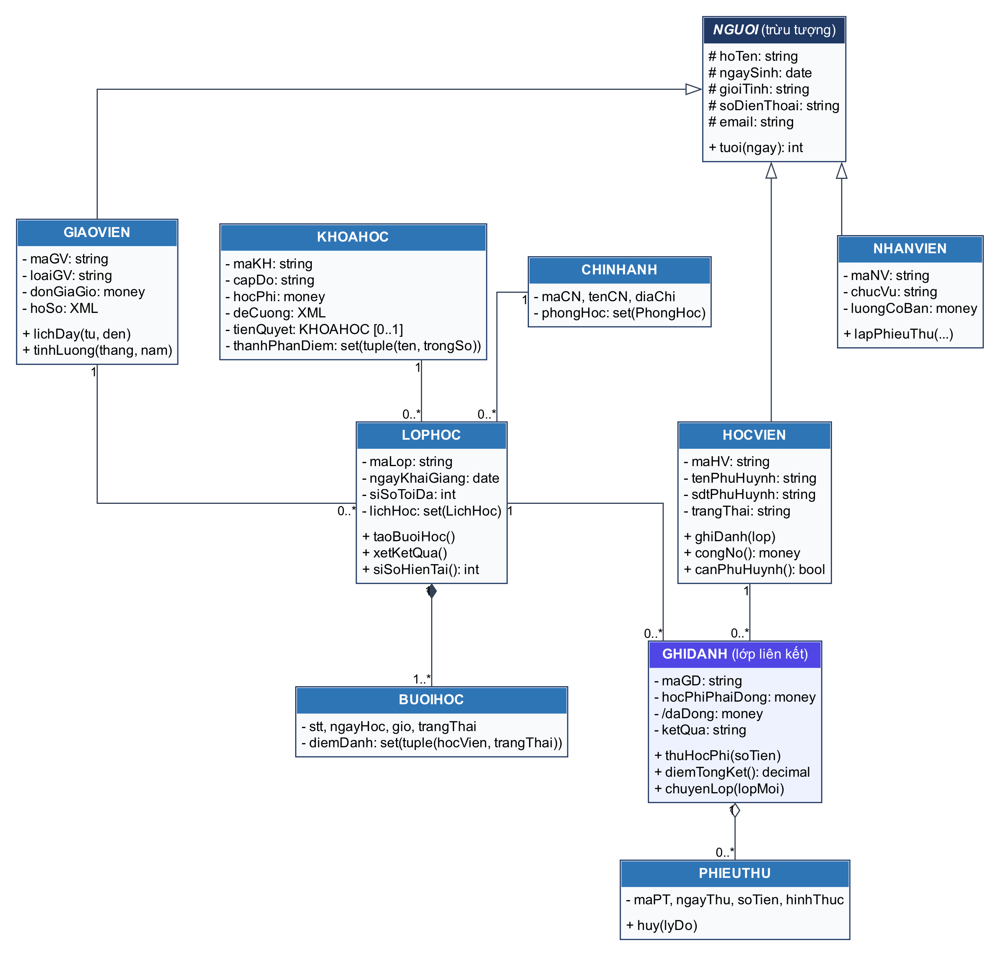 NGUOI (trừu tượng)
# hoTen: string
# ngaySinh: date
# gioiTinh: string
# soDienThoai: string
# email: string
+ tuoi(ngay): int
GIAOVIEN
- maGV: string
- loaiGV: string
- donGiaGio: money
- hoSo: XML
+ lichDay(tu, den)
+ tinhLuong(thang, nam)
1
KHOAHOC
- maKH: string
- capDo: string
- hocPhi: money
- deCuong: XML
- tienQuyet: KHOAHOC [0..1]
- thanhPhanDiem: set(tuple(ten, trongSo))
1
0..*
CHINHANH
- maCN, tenCN, diaChi
- phongHoc: set(PhongHoc)
1
0..*
NHANVIEN
- maNV: string
- chucVu: string
- luongCoBan: money
+ lapPhieuThu(...)
LOPHOC
- maLop: string
- ngayKhaiGiang: date
- siSoToiDa: int
- lichHoc: set(LichHoc)
+ taoBuoiHoc()
+ xetKetQua()
+ siSoHienTai(): int
0..*
1
1
HOCVIEN
- maHV: string
- tenPhuHuynh: string
- sdtPhuHuynh: string
- trangThai: string
+ ghiDanh(lop)
+ congNo(): money
+ canPhuHuynh(): bool
1
0..*
0..*
1..*
BUOIHOC
- stt, ngayHoc, gio, trangThai
- diemDanh: set(tuple(hocVien, trangThai))
GHIDANH (lớp liên kết)
- maGD: string
- hocPhiPhaiDong: money
- /daDong: money
- ketQua: string
+ thuHocPhi(soTien)
+ diemTongKet(): decimal
+ chuyenLop(lopMoi)
1
0..*
PHIEUTHU
- maPT, ngayThu, soTien, hinhThuc
+ huy(lyDo)